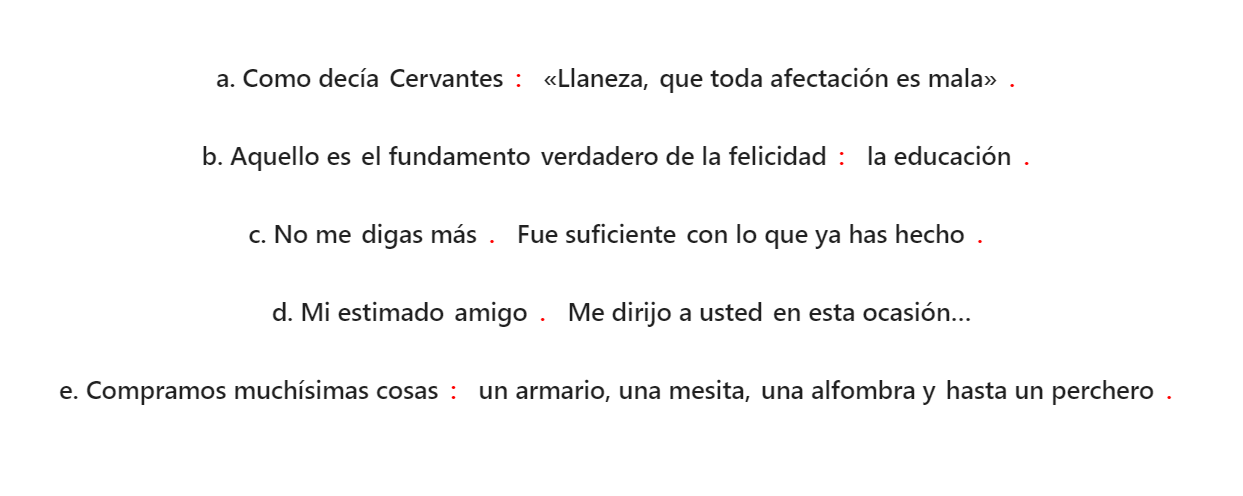 a. Como decía Cervantes : «Llaneza, que toda afectación es mala» .
b. Aquello es el fundamento verdadero de la felicidad : la educación .
c. No me digas más . Fue suficiente con lo que ya has hecho .
d. Mi estimado amigo . Me dirijo a usted en esta ocasión...
e. Compramos muchísimas cosas : un armario, una mesita, una alfombra y hasta un perchero .